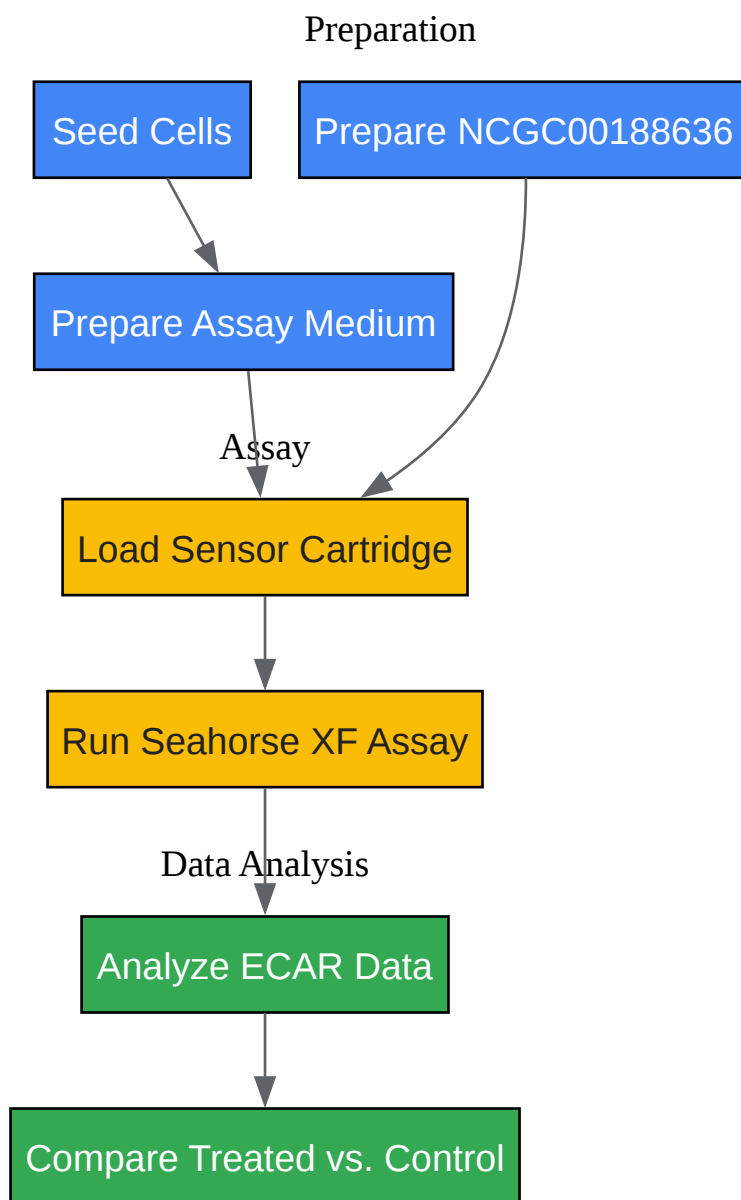 Preparation
Seed Cells
Prepare NCGC00188636
Prepare Assay Medium
Assay
Load Sensor Cartridge
Run Seahorse XF Assay
Data Analysis
Analyze ECAR Data
Compare Treated vs. Control